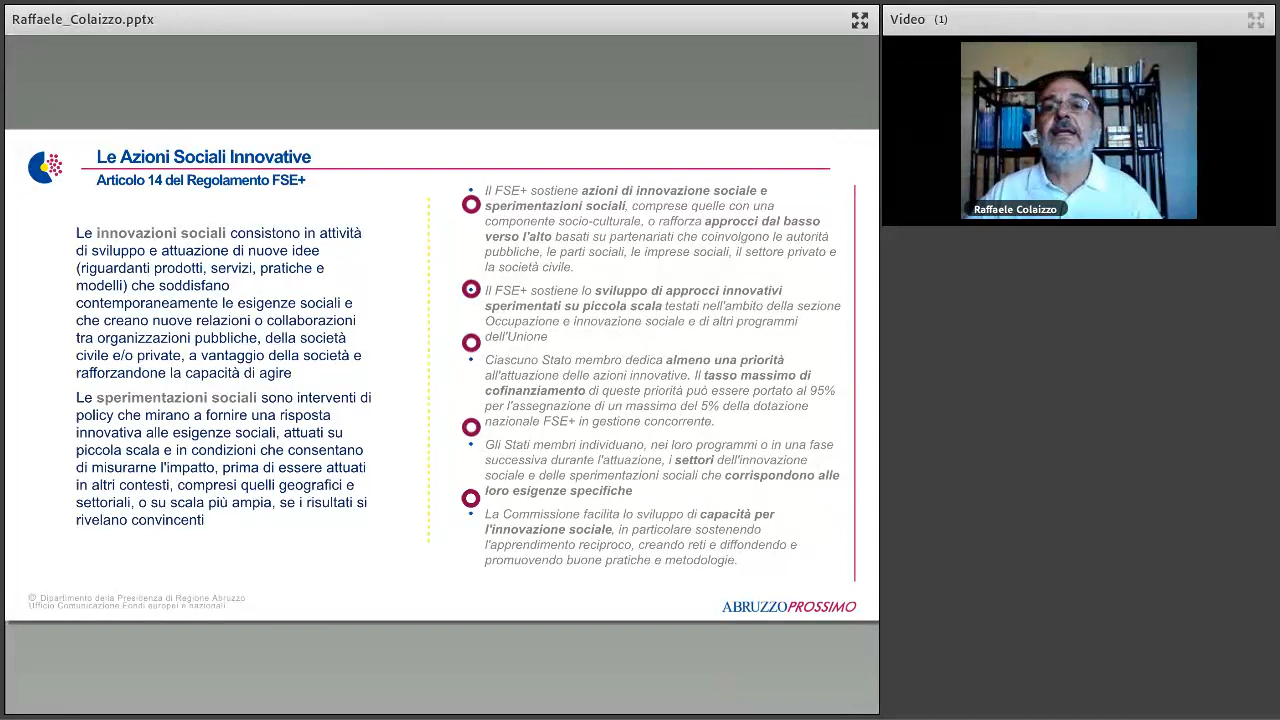 Raffaele_Colaizzo.pptx
Video (1)
Raffaele Colaizzo
Le Azioni Sociali Innovative
Articolo 14 del Regolamento FSE+
Le innovazioni sociali consistono in attività
di sviluppo e attuazione di nuove idee
(riguardanti prodotti, servizi, pratiche e
modelli) che soddisfano
contemporaneamente le esigenze sociali e
che creano nuove relazioni o collaborazioni
tra organizzazioni pubbliche, della società
civile e/o private, a vantaggio della società e
rafforzandone la capacità di agire
Le sperimentazioni sociali sono interventi di
policy che mirano a fornire una risposta
innovativa alle esigenze sociali, attuati su
piccola scala e in condizioni che consentano
di misurarne l'impatto, prima di essere attuati
in altri contesti, compresi quelli geografici e
settoriali, o su scala più ampia, se i risultati si
rivelano convincenti
• Il FSE+ sostiene azioni di innovazione sociale e
sperimentazioni sociali, comprese quelle con una
componente socio-culturale, o rafforza approcci dal basso
verso l'alto basati su partenariati che coinvolgono le autorità
pubbliche, le parti sociali, le imprese sociali, il settore privato e
la società civile.
• Il FSE+ sostiene lo sviluppo di approcci innovativi
sperimentati su piccola scala testati nell'ambito della sezione
Occupazione e innovazione sociale e di altri programmi
dell'Unione
• Ciascuno Stato membro dedica almeno una priorità
all'attuazione delle azioni innovative. Il tasso massimo di
cofinanziamento di queste priorità può essere portato al 95%
per l'assegnazione di un massimo del 5% della dotazione
nazionale FSE+ in gestione concorrente.
• Gli Stati membri individuano, nei loro programmi o in una fase
successiva durante l'attuazione, i settori dell'innovazione
sociale e delle sperimentazioni sociali che corrispondono alle
loro esigenze specifiche
• La Commissione facilita lo sviluppo di capacità per
l'innovazione sociale, in particolare sostenendo
l'apprendimento reciproco, creando reti e diffondendo e
promuovendo buone pratiche e metodologie.
© Dipartimento della Presidenza di Regione Abruzzo
Ufficio Comunicazione Fondi europei e nazionali
ABRUZZOPROSSIMO